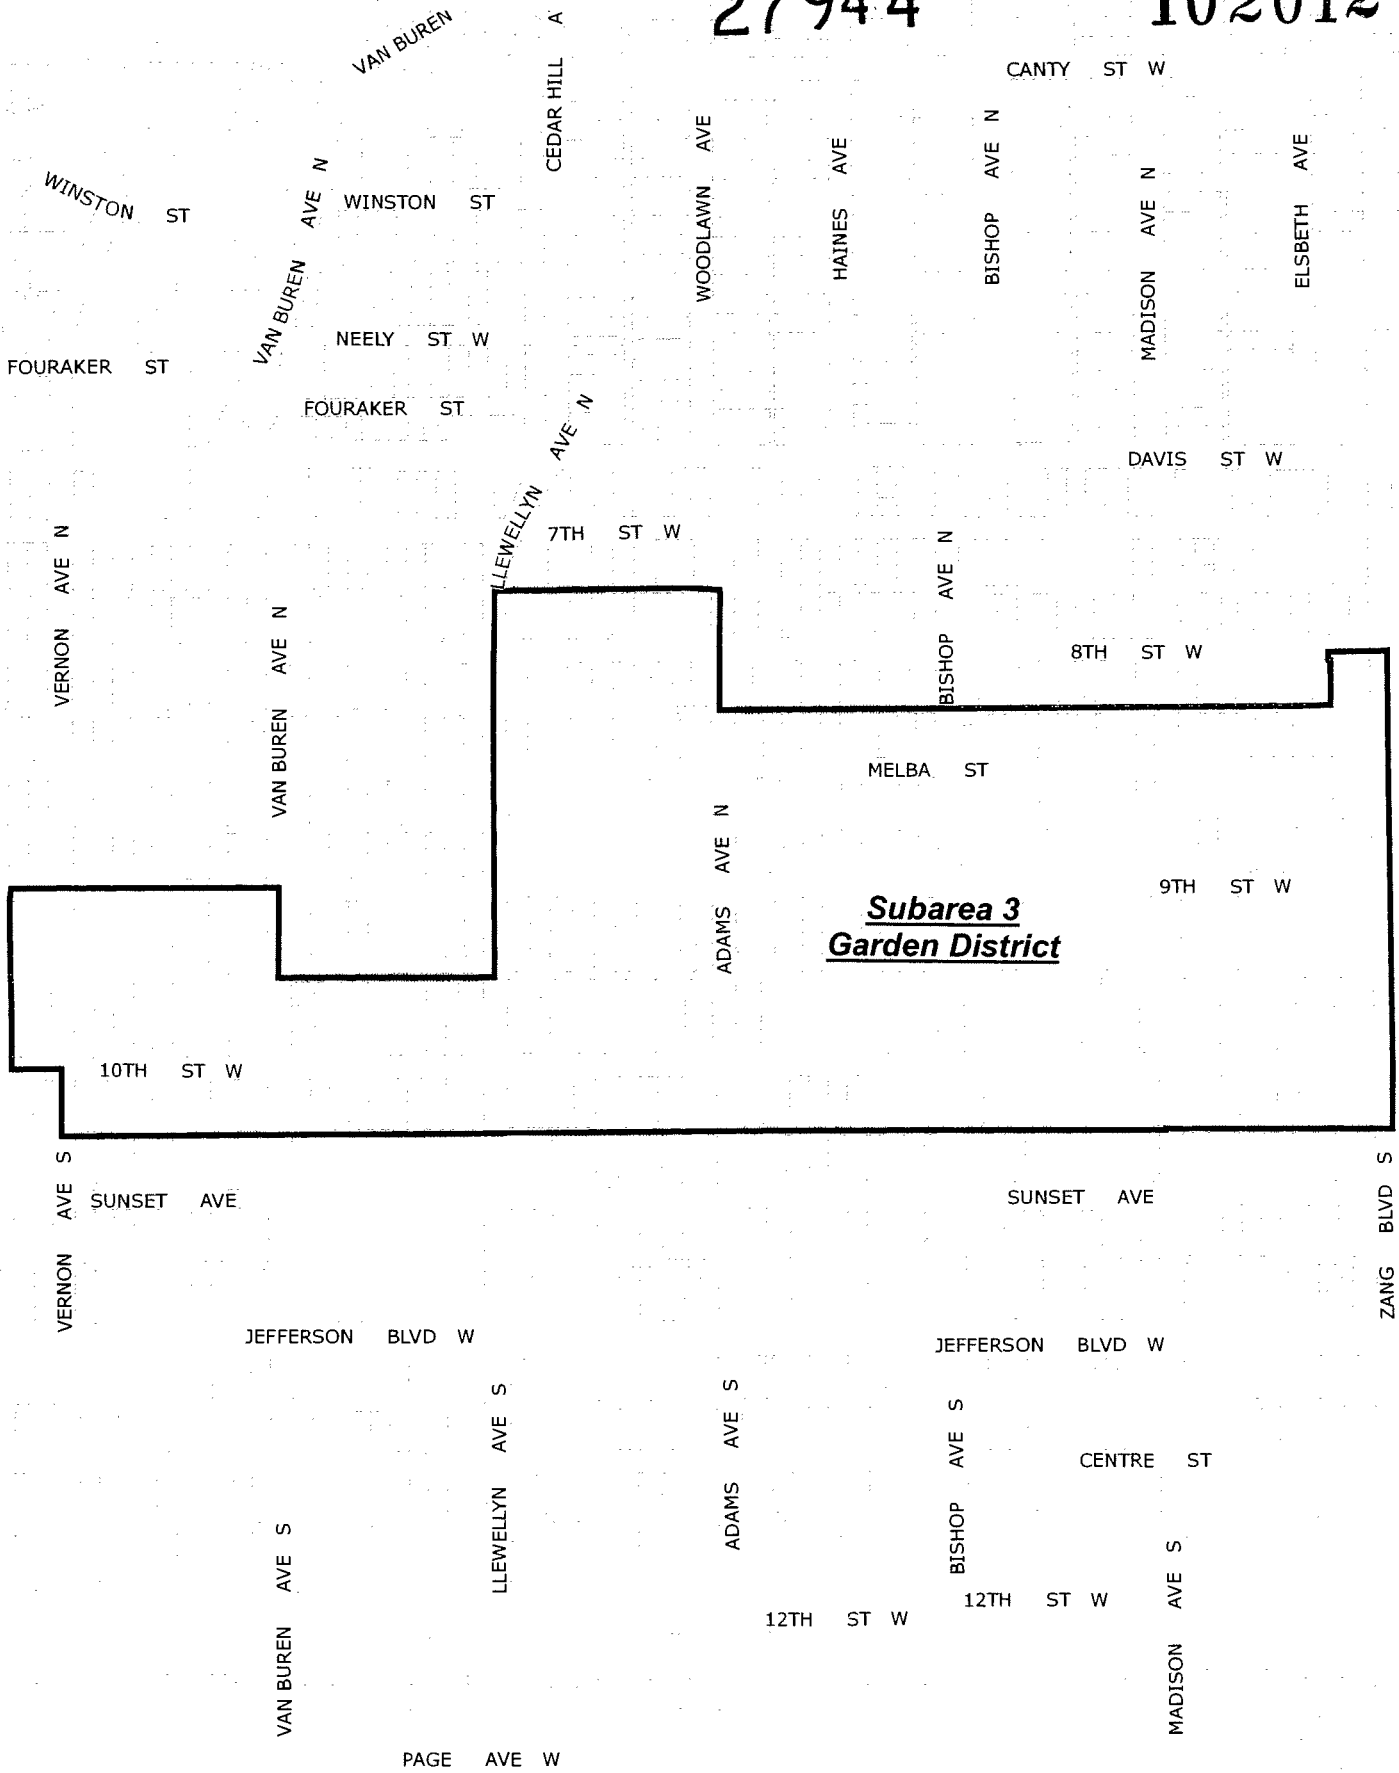 27944 102012
VAN BUREN
CEDAR HILL A
CANTY ST W
WOODLAWN AVE
HAINES AVE
BISHOP AVE N
MADISON AVE N
ELSBETH AVE
WINSTON ST
VAN BUREN AVE N
WINSTON ST
NEELY ST W
FOURAKER ST
FOURAKER ST
LLEWELLYN AVE N
DAVIS ST W
7TH ST W
VERNON AVE N
VAN BUREN AVE N
BISHOP AVE N
8TH ST W
MELBA ST
ADAMS AVE N
9TH ST W
Subarea 3
Garden District
10TH ST W
VERNON AVE S
SUNSET AVE
SUNSET AVE
ZANG BLVD S
JEFFERSON BLVD W
JEFFERSON BLVD W
LLEWELLYN AVE S
ADAMS AVE S
BISHOP AVE S
CENTRE ST
VAN BUREN AVE S
12TH ST W
12TH ST W
MADISON AVE S
PAGE AVE W